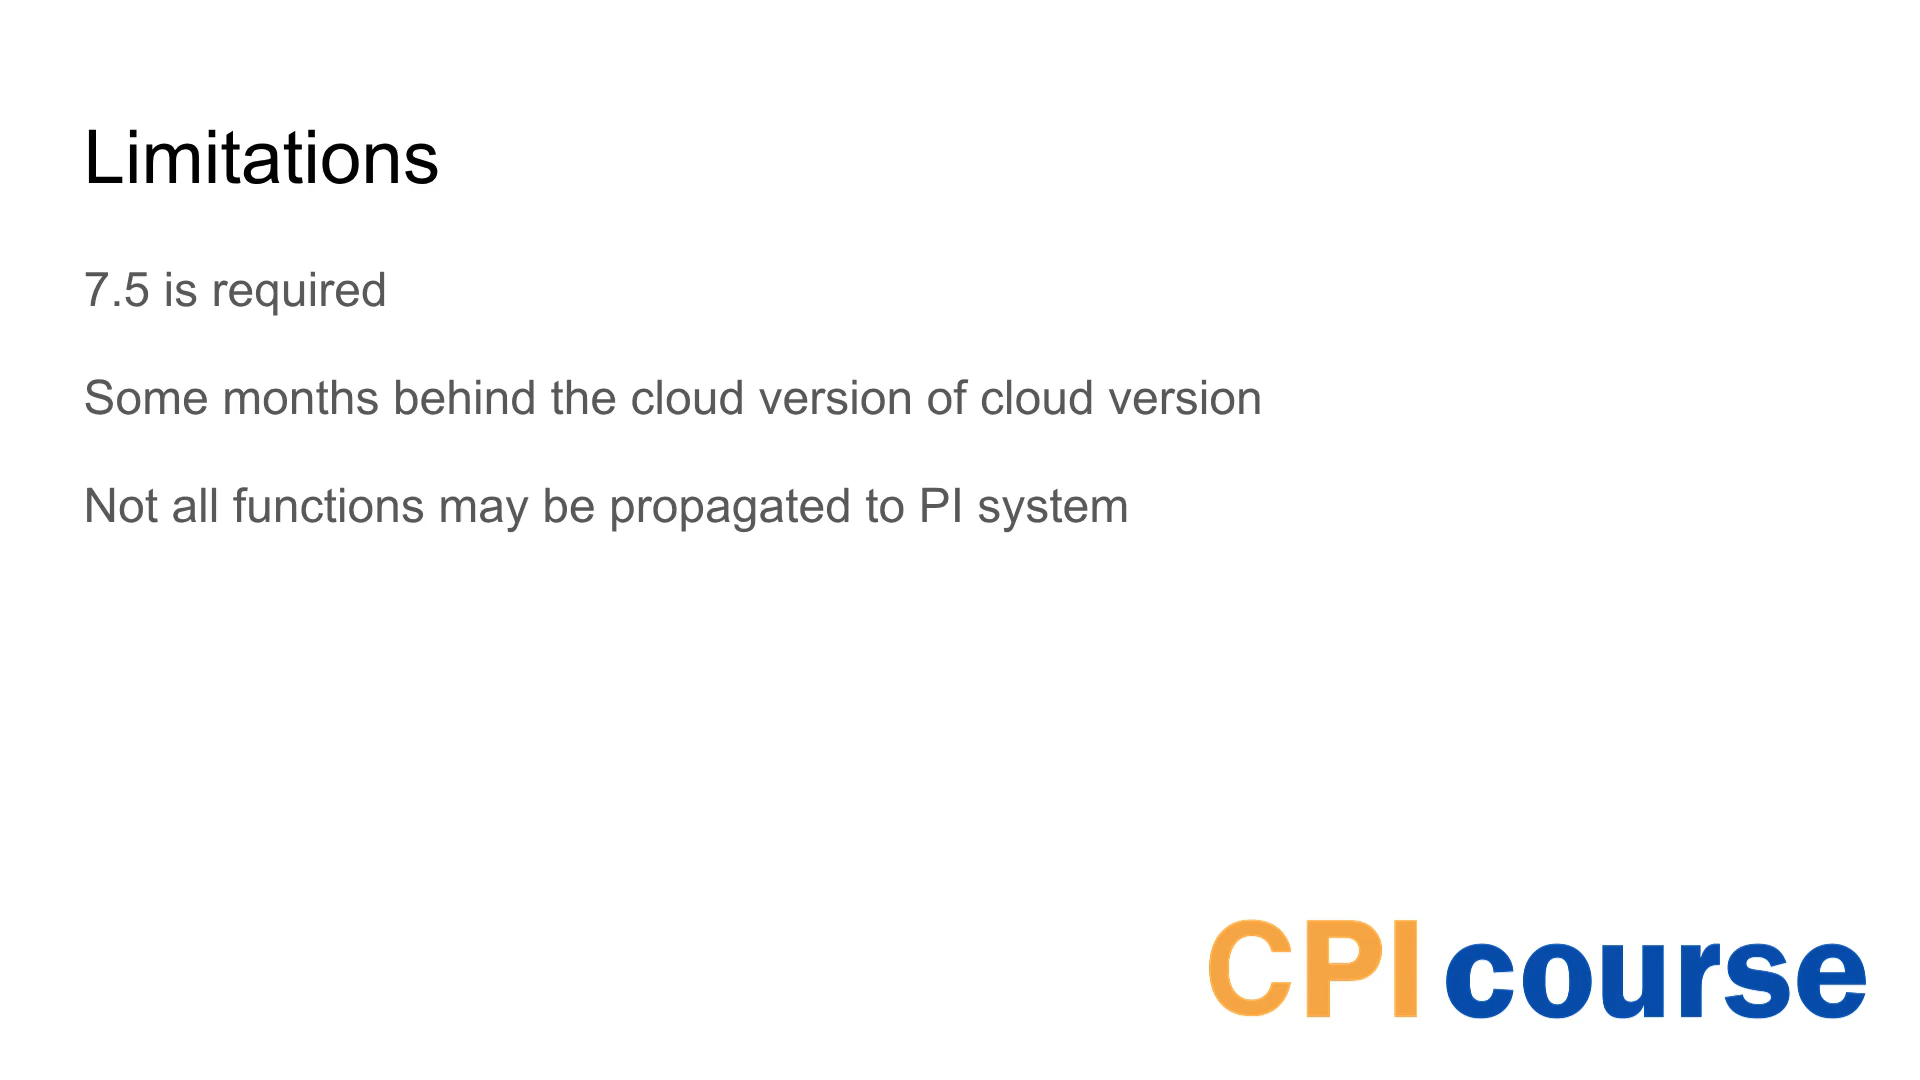 Limitations
7.5 is required
Some months behind the cloud version of cloud version
Not all functions may be propagated to PI system
CPI course